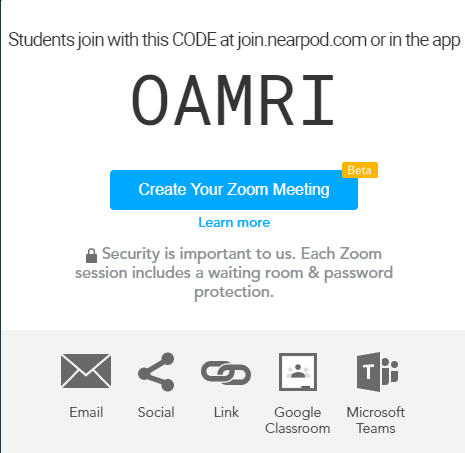 Students join with this CODE at join.nearpod.com or in the app
OAMRI
Beta
Create Your Zoom Meeting
Learn more
Security is important to us. Each Zoom
session includes a waiting room & password
protection.
Email
Social
Link
Google
Classroom
T
Microsoft
Teams